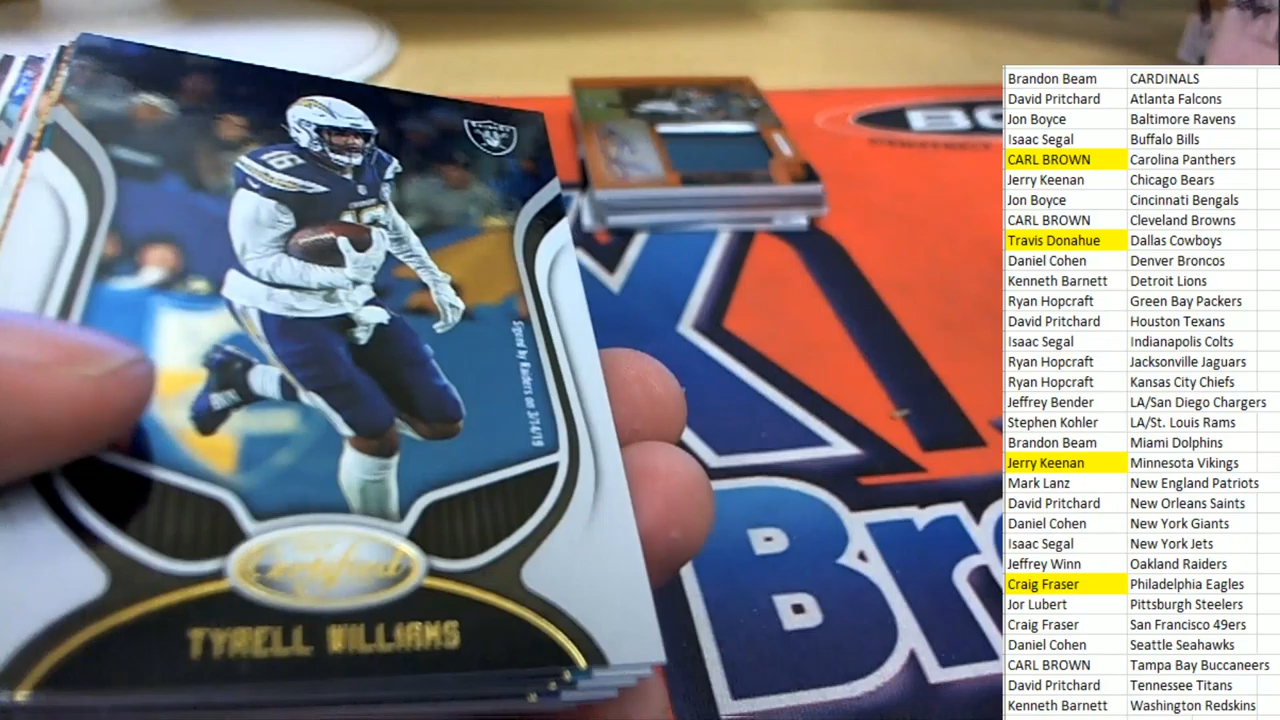 RAIDERS
16
Signed by Raiders on 3/14/19
Certified
TYRELL WILLIAMS
BO
X
Br
Brandon Beam CARDINALS
David Pritchard Atlanta Falcons
Jon Boyce Baltimore Ravens
Isaac Segal Buffalo Bills
CARL BROWN Carolina Panthers
Jerry Keenan Chicago Bears
Jon Boyce Cincinnati Bengals
CARL BROWN Cleveland Browns
Travis Donahue Dallas Cowboys
Daniel Cohen Denver Broncos
Kenneth Barnett Detroit Lions
Ryan Hopcraft Green Bay Packers
David Pritchard Houston Texans
Isaac Segal Indianapolis Colts
Ryan Hopcraft Jacksonville Jaguars
Ryan Hopcraft Kansas City Chiefs
Jeffrey Bender LA/San Diego Chargers
Stephen Kohler LA/St. Louis Rams
Brandon Beam Miami Dolphins
Jerry Keenan Minnesota Vikings
Mark Lanz New England Patriots
David Pritchard New Orleans Saints
Daniel Cohen New York Giants
Isaac Segal New York Jets
Jeffrey Winn Oakland Raiders
Craig Fraser Philadelphia Eagles
Jor Lubert Pittsburgh Steelers
Craig Fraser San Francisco 49ers
Daniel Cohen Seattle Seahawks
CARL BROWN Tampa Bay Buccaneers
David Pritchard Tennessee Titans
Kenneth Barnett Washington Redskins